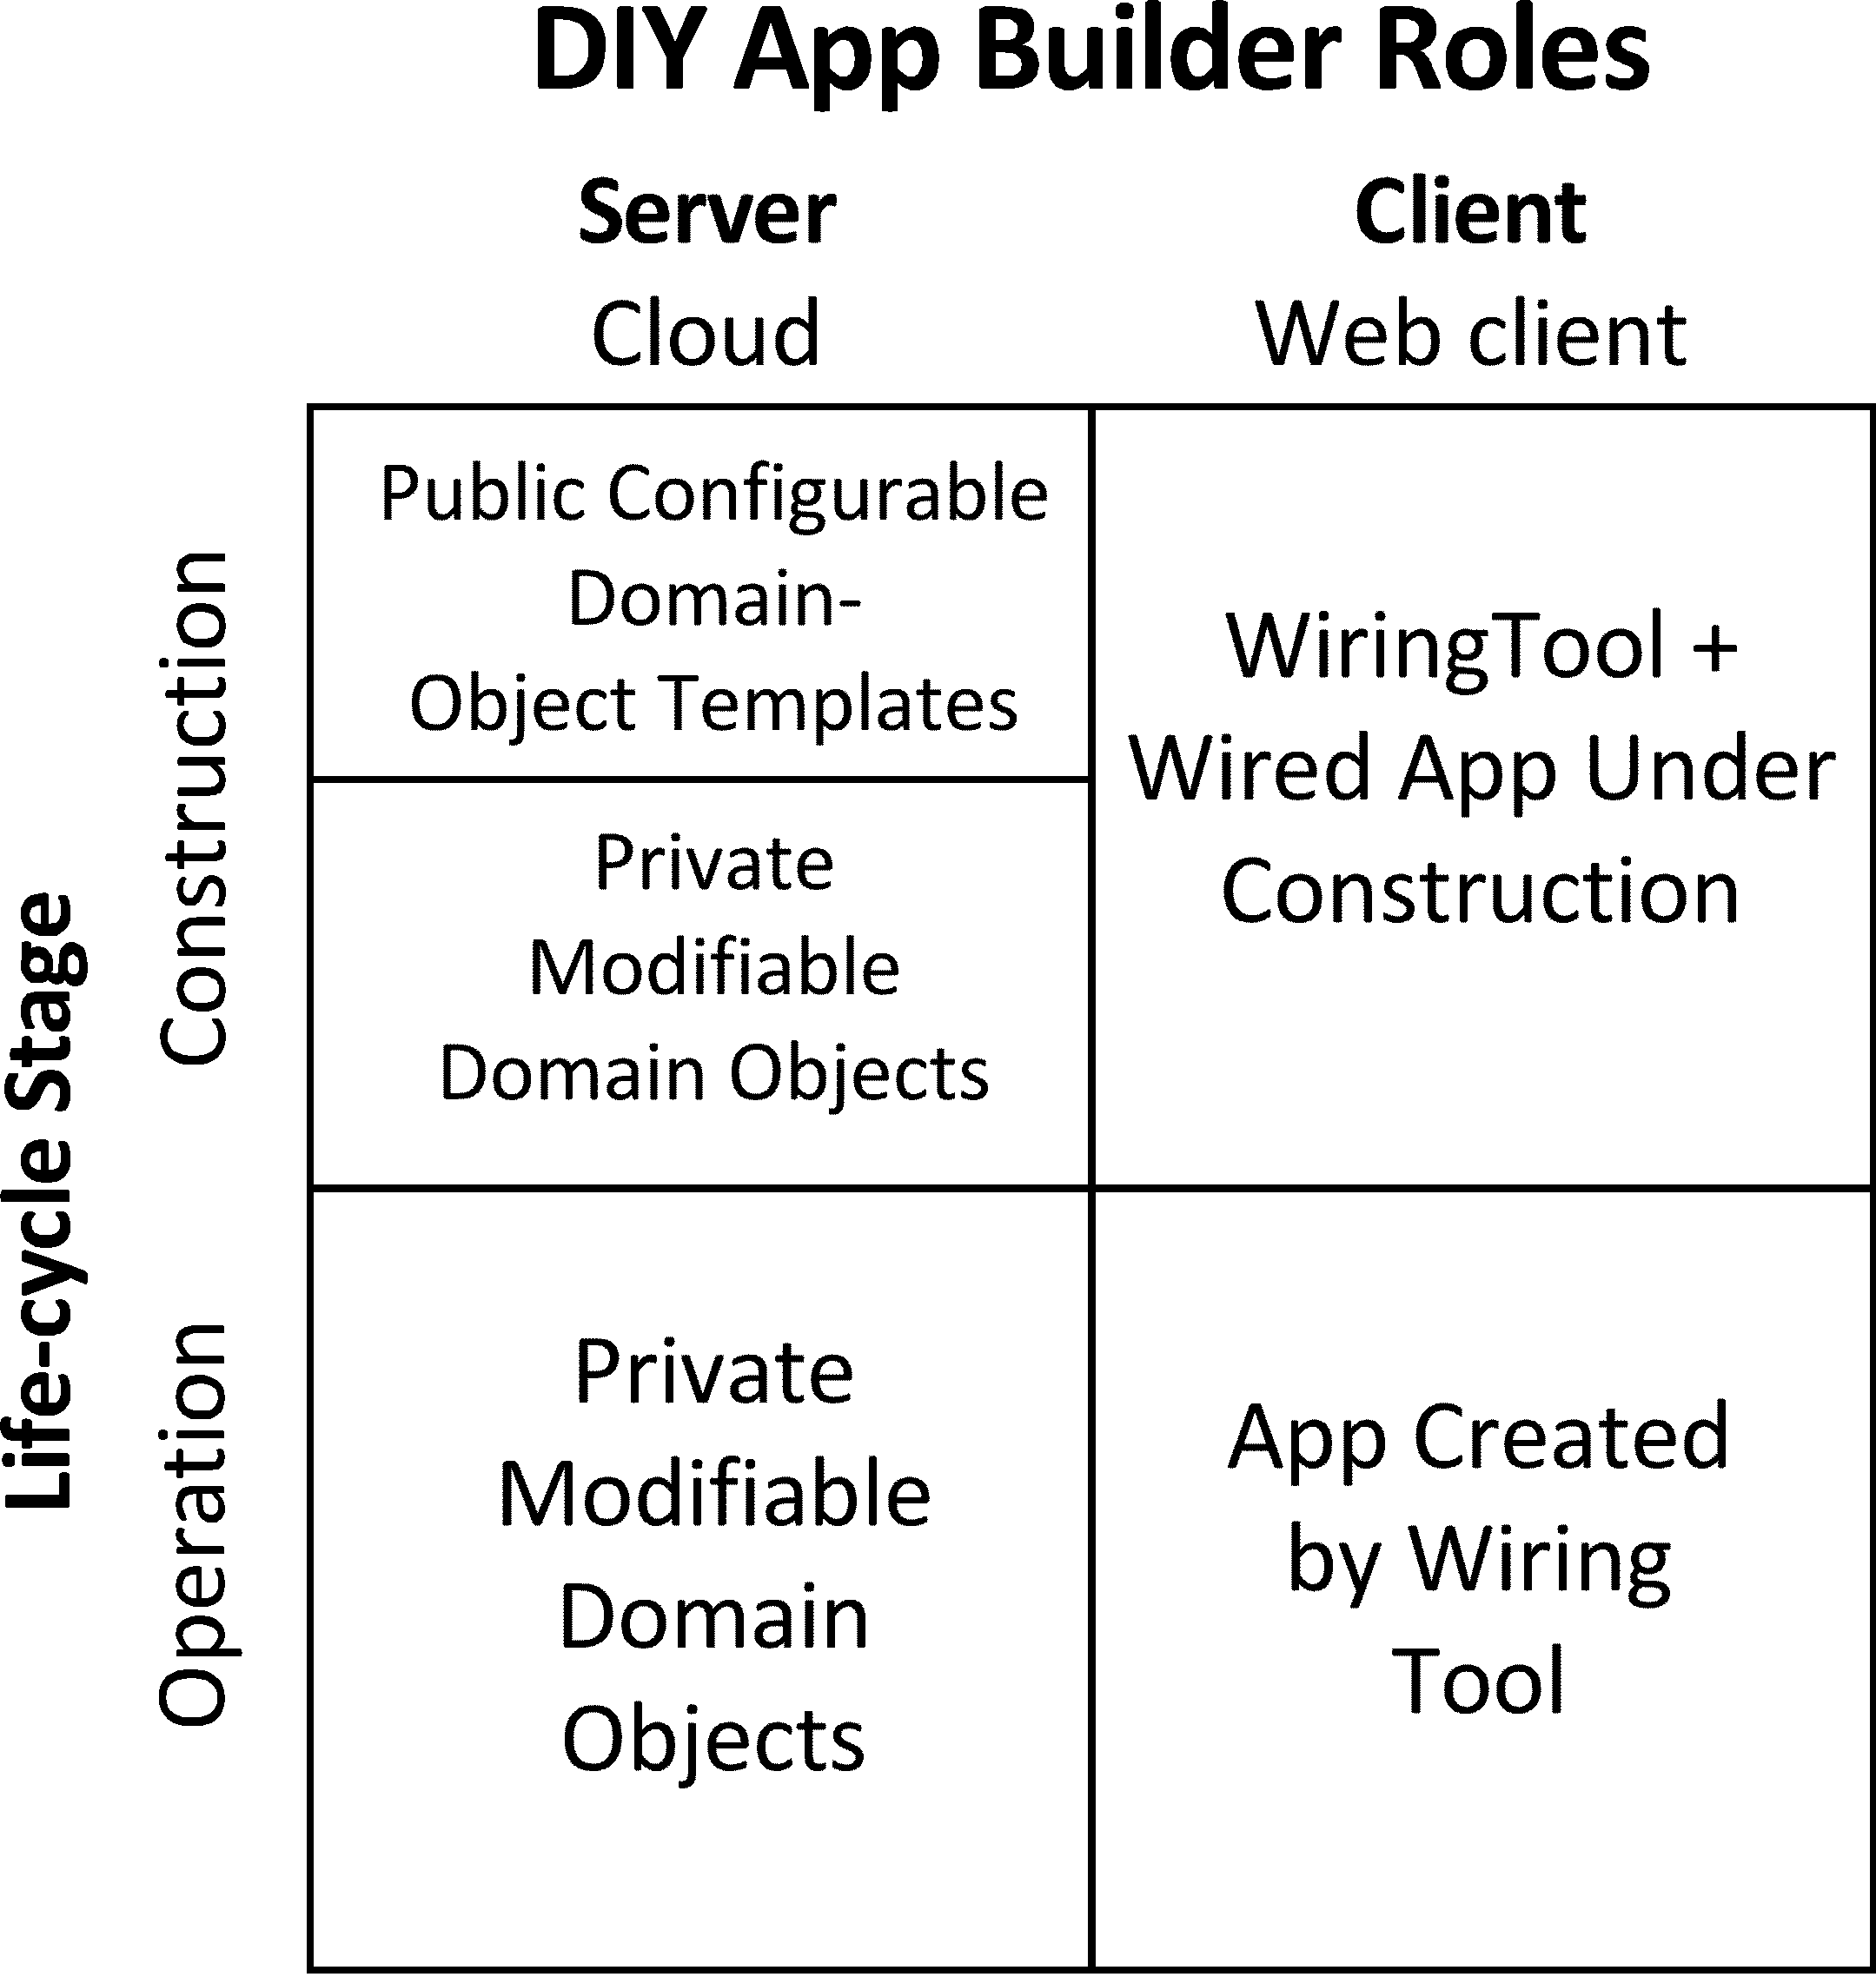 DIY App Builder Roles
Server
Client
Cloud
Web client
Life-cycle Stage
Construction
Public Configurable
Domain-
Object Templates
Private
Modifiable
Domain Objects
WiringTool +
Wired App Under
Construction
Operation
Private
Modifiable
Domain
Objects
App Created
by Wiring
Tool